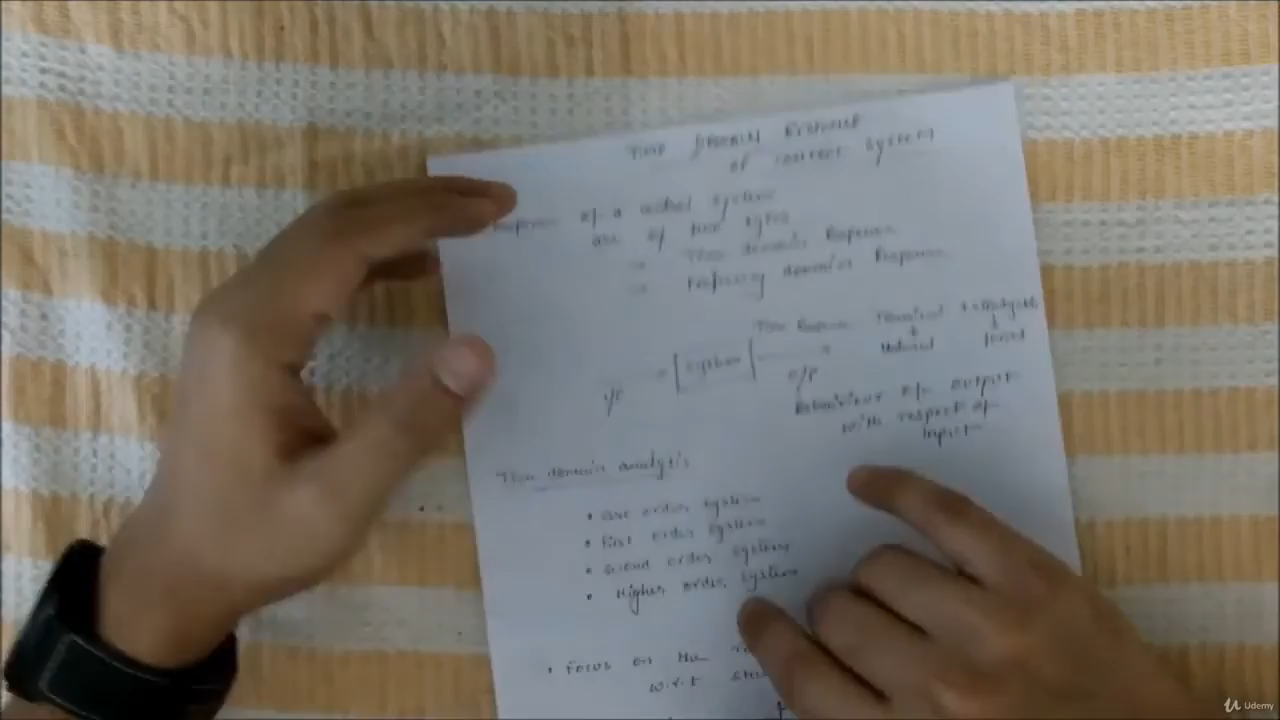 TIME DOMAIN RESPONSE
OF CONTROL SYSTEM
Response of a control system
are of two types
Time domain Response
Frequency domain Response
Time Response Transient + steady state
Natural forced
i/p system o/p
Behaviour of output
with respect of
input
Time domain analysis
• order system
• first order system
• second order system
• Higher order system
• Focus on the
w.r.t
Udemy